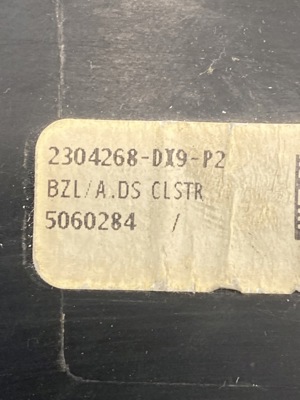 2304268-DX9-P2
BZL/A.DS CLSTR
5060284 /